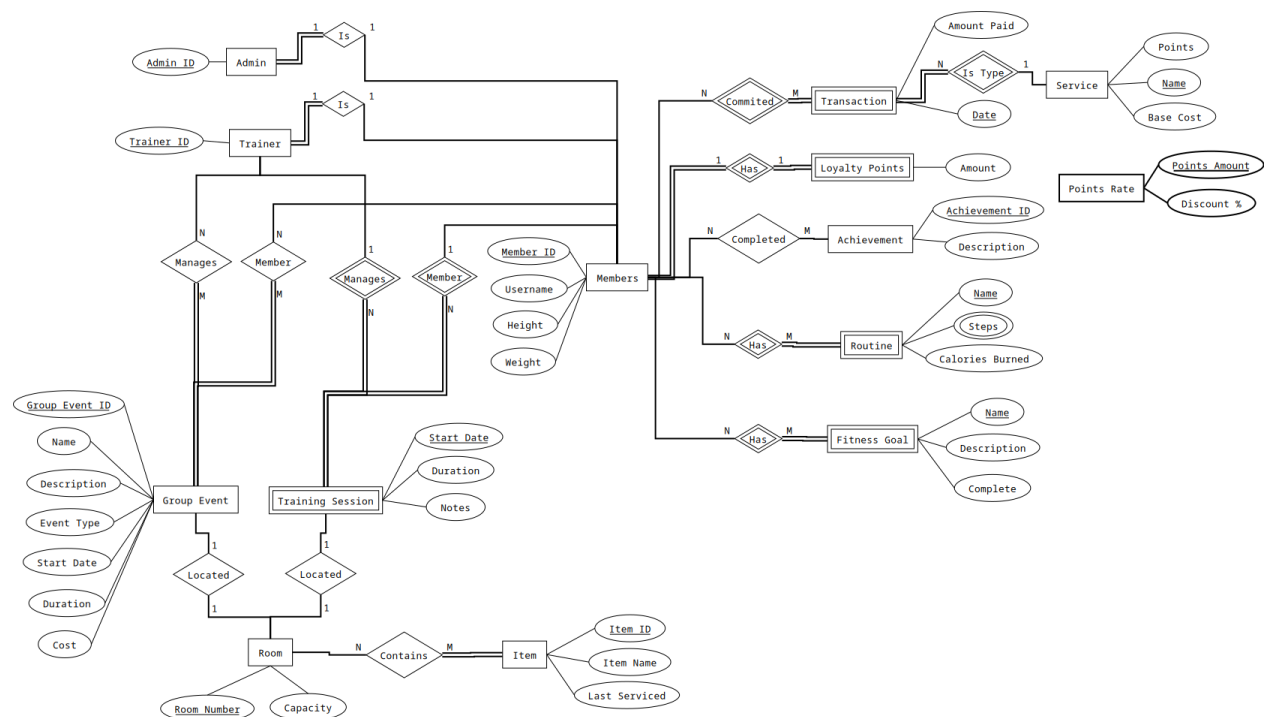 1
Is
1
Admin ID
Admin
1
Is
1
Trainer ID
Trainer
N
Manages
M
N
Member
M
1
Manages
N
1
Member
N
Member ID
Username
Height
Weight
Members
N
Commited
M
Transaction
Amount Paid
Date
N
Is Type
1
Service
Points
Name
Base Cost
1
Has
1
Loyalty Points
Amount
Points Rate
Points Amount
Discount %
N
Completed
M
Achievement
Achievement ID
Description
N
Has
M
Routine
Name
Steps
Calories Burned
N
Has
M
Fitness Goal
Name
Description
Complete
Group Event ID
Name
Description
Event Type
Start Date
Duration
Cost
Group Event
Training Session
Start Date
Duration
Notes
1
Located
1
1
Located
1
Room
Room Number
Capacity
N
Contains
M
Item
Item ID
Item Name
Last Serviced